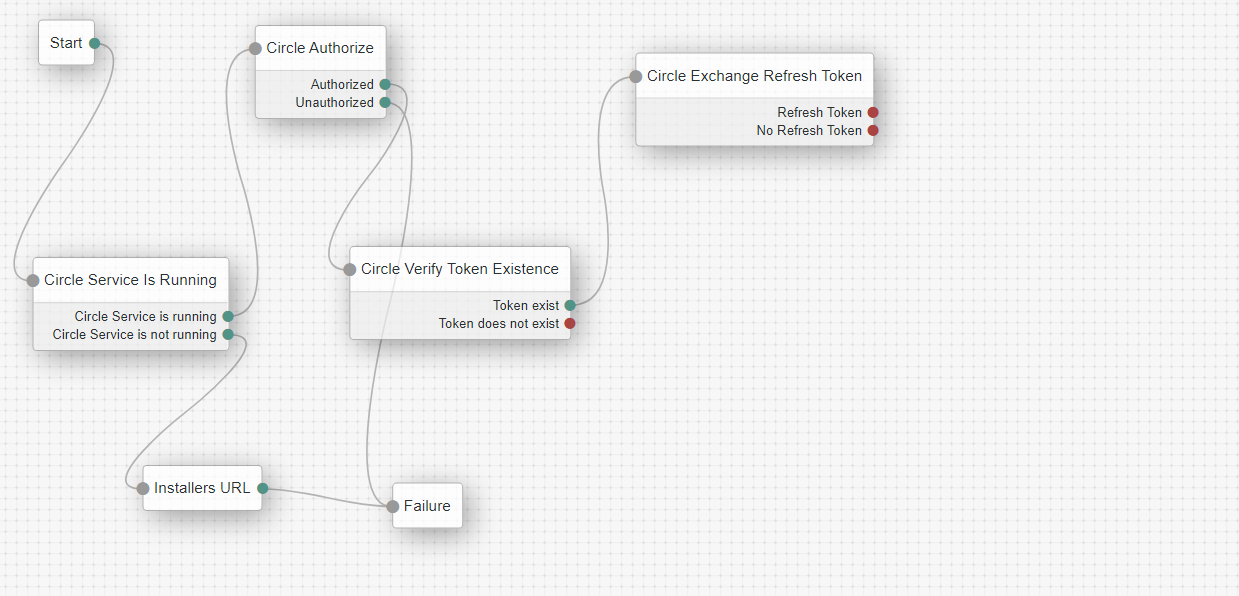 Start
Circle Authorize
Authorized
Unauthorized
Circle Exchange Refresh Token
Refresh Token
No Refresh Token
Circle Service Is Running
Circle Service is running
Circle Service is not running
Circle Verify Token Existence
Token exist
Token does not exist
Installers URL
Failure